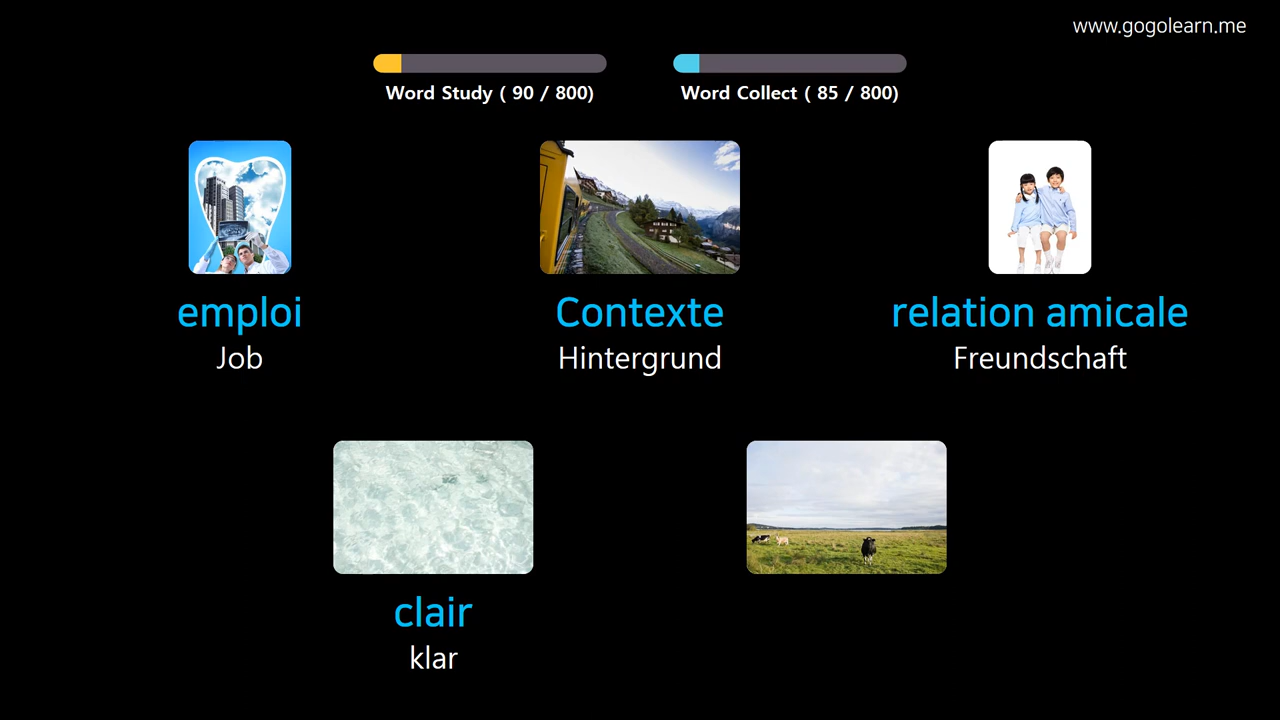 www.gogolearn.me
Word Study ( 90 / 800)
Word Collect ( 85 / 800)
emploi
Job
Contexte
Hintergrund
relation amicale
Freundschaft
clair
klar